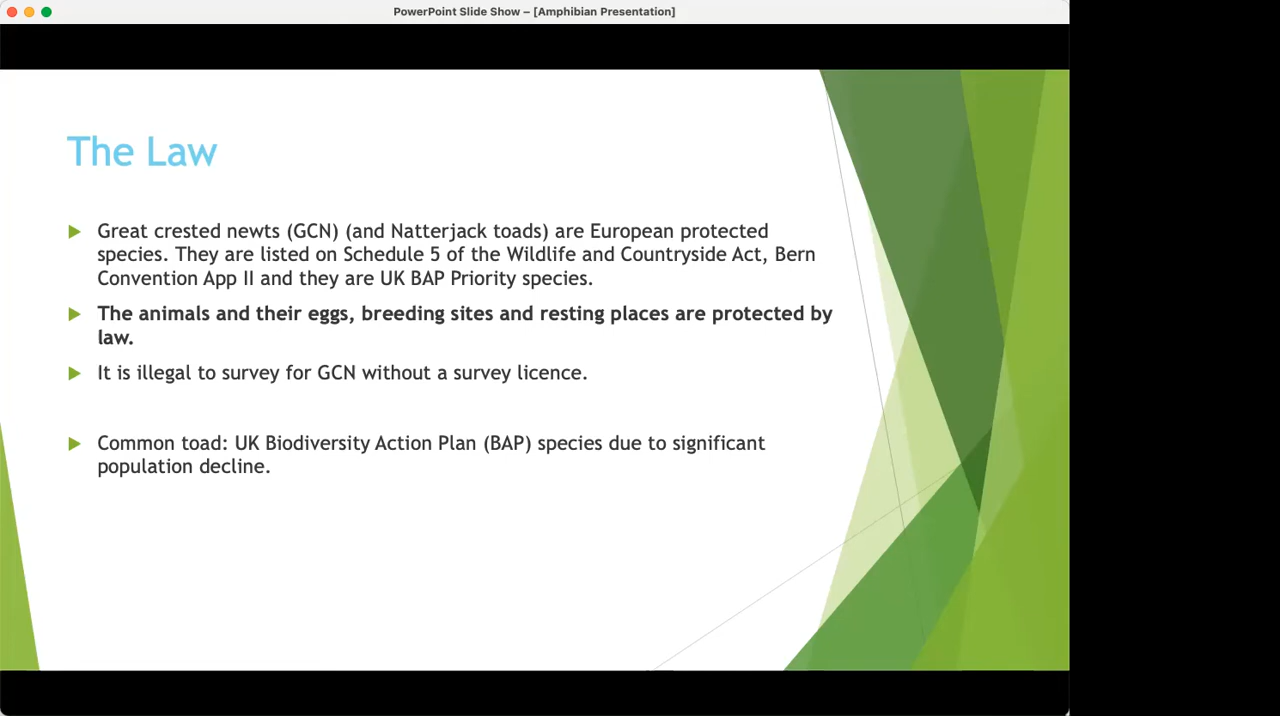 PowerPoint Slide Show – [Amphibian Presentation]
The Law
Great crested newts (GCN) (and Natterjack toads) are European protected
species. They are listed on Schedule 5 of the Wildlife and Countryside Act, Bern
Convention App II and they are UK BAP Priority species.
The animals and their eggs, breeding sites and resting places are protected by
law.
It is illegal to survey for GCN without a survey licence.
Common toad: UK Biodiversity Action Plan (BAP) species due to significant
population decline.